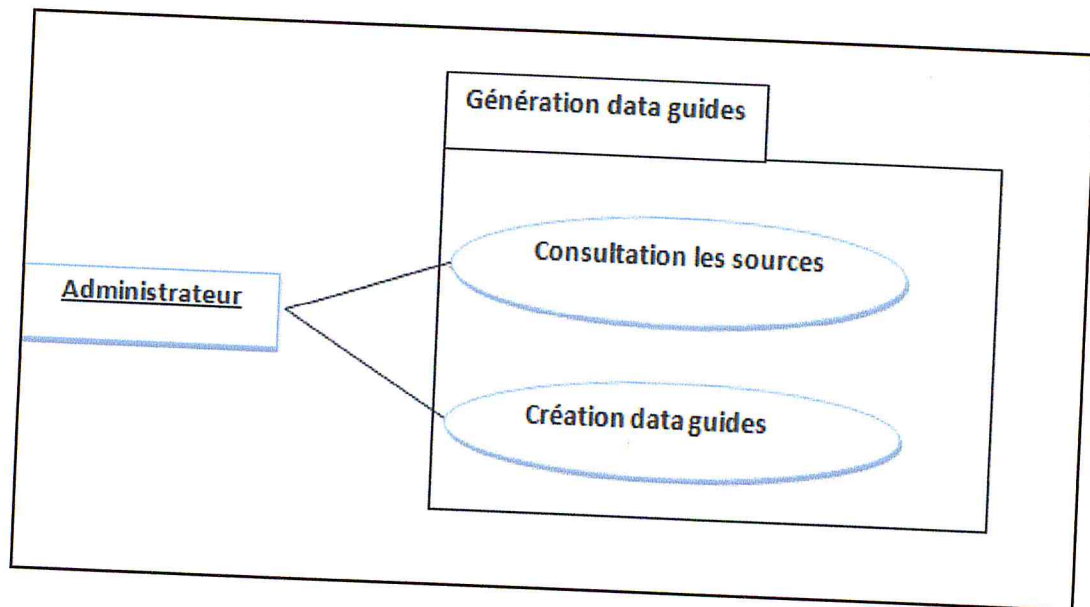 Génération data guides
Consultation les sources
Administrateur
Création data guides